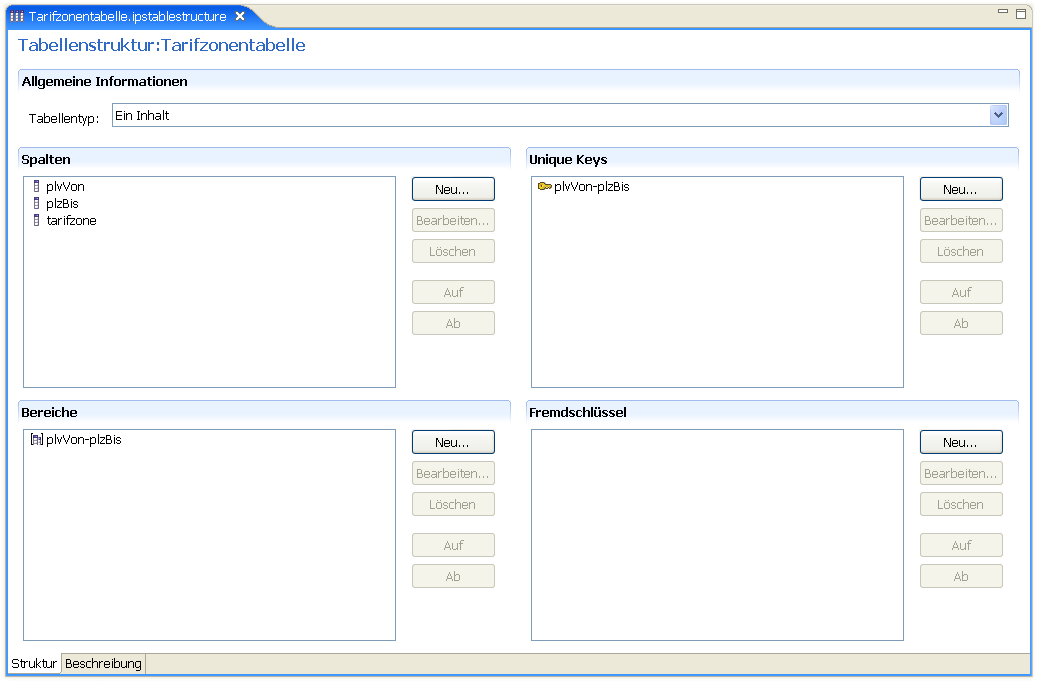 Tarifzonentabelle.ipstablestructure
Tabellenstruktur:Tarifzonentabelle
Allgemeine Informationen
Tabellentyp: Ein Inhalt
Spalten
plvVon
plzBis
tarifzone
Neu...
Bearbeiten...
Löschen
Auf
Ab
Unique Keys
plvVon-plzBis
Neu...
Bearbeiten...
Löschen
Auf
Ab
Bereiche
plvVon-plzBis
Neu...
Bearbeiten...
Löschen
Auf
Ab
Fremdschlüssel
Neu...
Bearbeiten...
Löschen
Auf
Ab
Struktur Beschreibung